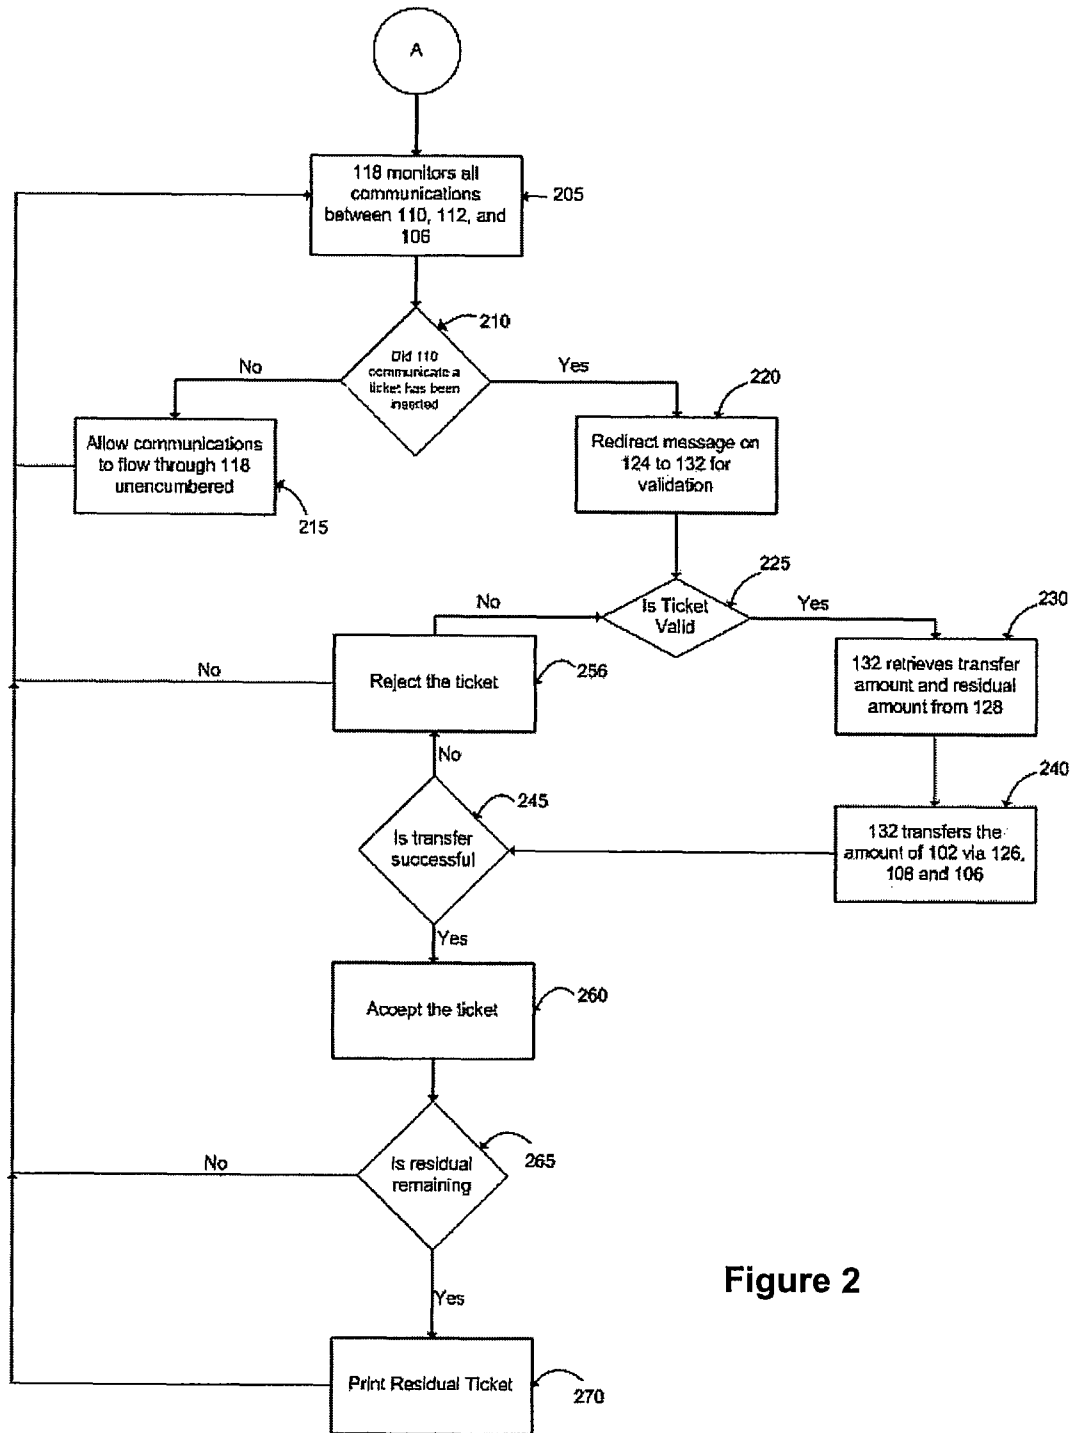 A
118 monitors all
communications
between 110, 112, and
106
205
210
Did 110
communicate a
ticket has been
inserted
No
Yes
220
Allow communications
to flow through 118
unencumbered
215
Redirect message on
124 to 132 for
validation
225
Is Ticket
Valid
No
Yes
230
Reject the ticket
256
No
132 retrieves transfer
amount and residual
amount from 128
No
245
240
Is transfer
successful
132 transfers the
amount of 102 via 126,
108 and 106
Yes
Accept the ticket
260
Is residual
remaining
265
No
Yes
Figure 2
Print Residual Ticket
270